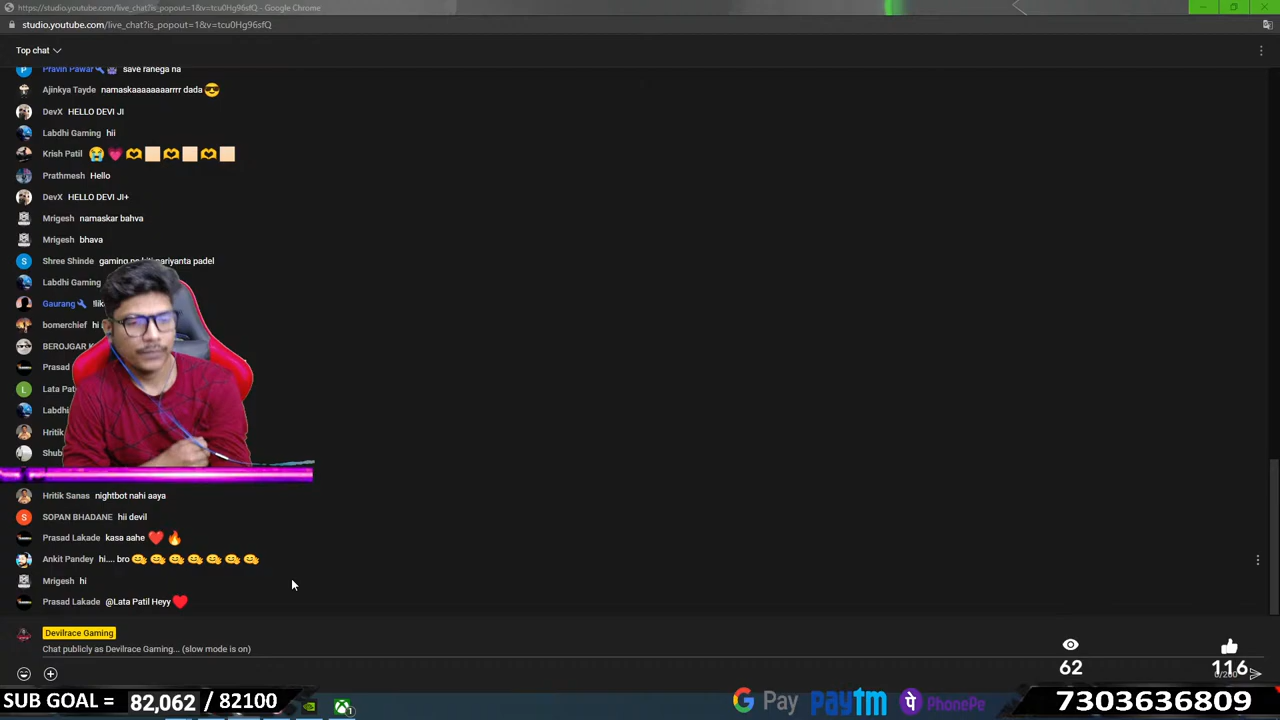 https://studio.youtube.com/live_chat?is_popout=1&v=tcu0Hg96sfQ - Google Chrome
studio.youtube.com/live_chat?is_popout=1&v=tcu0Hg96sfQ
Top chat
Pravin Pawar save ranega na
Ajinkya Tayde namaskaaaaaaarrrr dada 😎
DevX HELLO DEVI JI
Labdhi Gaming hii
Krish Patil 😭💗🫶🏻🫶🏻🫶🏻
Prathmesh Hello
DevX HELLO DEVI JI+
Mrigesh namaskar bahva
Mrigesh bhava
Shree Shinde gaming padel
Labdhi Gaming
Gaurang
bomerchief hi
BEROJGAR
Prasad
Lata
Labdhi
Hritik
Hritik Sanas nightbot nahi aaya
SOPAN BHADANE hii devil
Prasad Lakade kasa aahe ❤️🔥
Ankit Pandey hi.... bro
Mrigesh hi
Prasad Lakade @Lata Patil Heyy ❤️
Devilrace Gaming
Chat publicly as Devilrace Gaming... (slow mode is on)
62
116
SUB GOAL = 82,062 / 82100
G Pay paytm PhonePe
7303636809